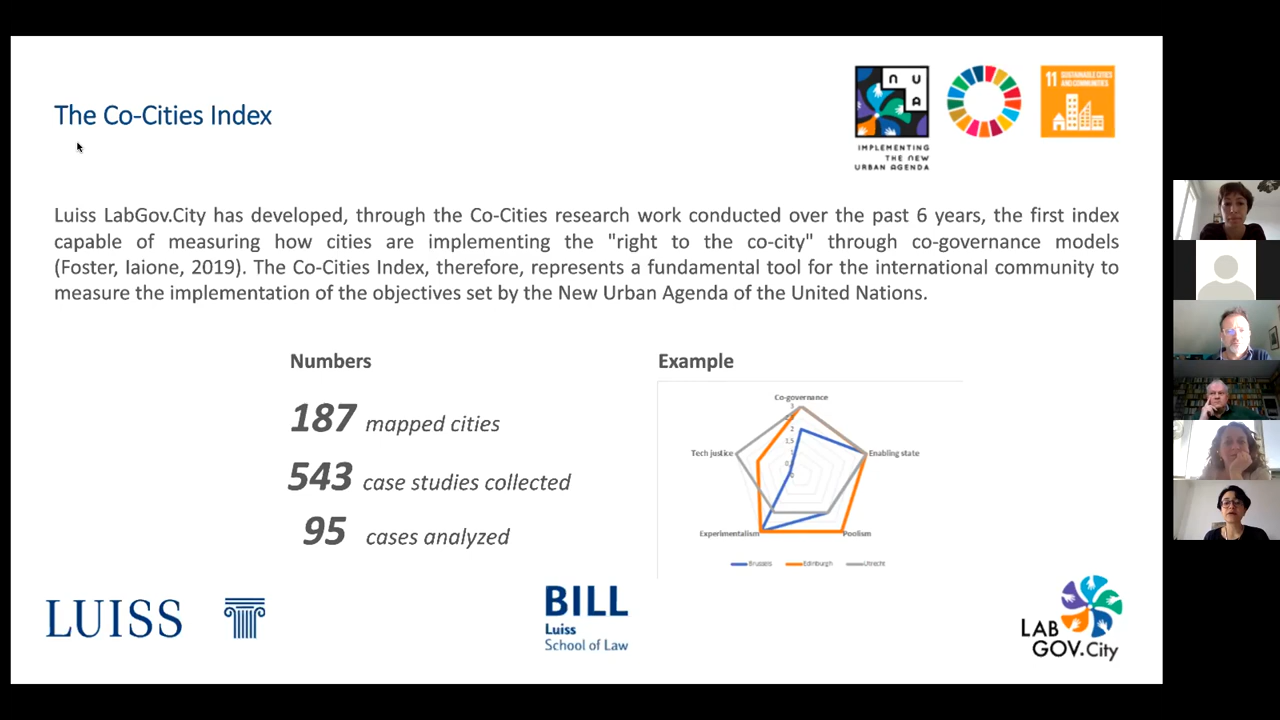 The Co-Cities Index
NUA
IMPLEMENTING
THE NEW
URBAN AGENDA
11 SUSTAINABLE CITIES
AND COMMUNITIES
Luiss LabGov.City has developed, through the Co-Cities research work conducted over the past 6 years, the first index
capable of measuring how cities are implementing the "right to the co-city" through co-governance models
(Foster, Iaione, 2019). The Co-Cities Index, therefore, represents a fundamental tool for the international community to
measure the implementation of the objectives set by the New Urban Agenda of the United Nations.
Numbers
187 mapped cities
543 case studies collected
95 cases analyzed
Example
Co-governance
3
2
1,5
Tech justice
Enabling state
Experimentalism
Poolism
Brussels Edinburgh Utrecht
LUISS
BILL
Luiss
School of Law
LAB
GOV.City